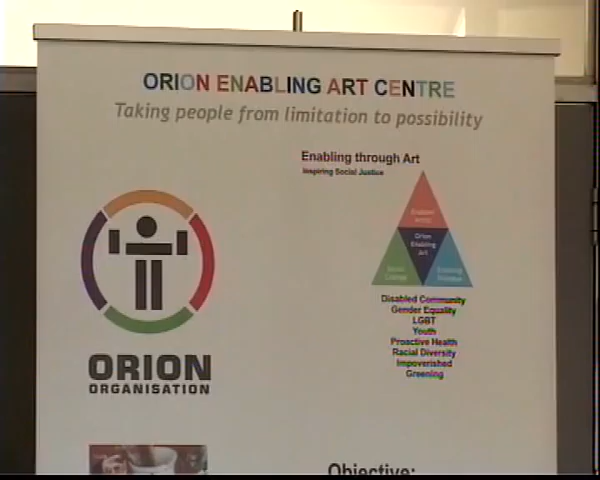 ORION ENABLING ART CENTRE
Taking people from limitation to possibility
Enabling through Art
Inspiring Social Justice
Orion
Enabling
Art
Disabled Community
Gender Equality
LGBT
Youth
Proactive Health
Racial Diversity
Impoverished
Greening
ORION
ORGANISATION
Objective: